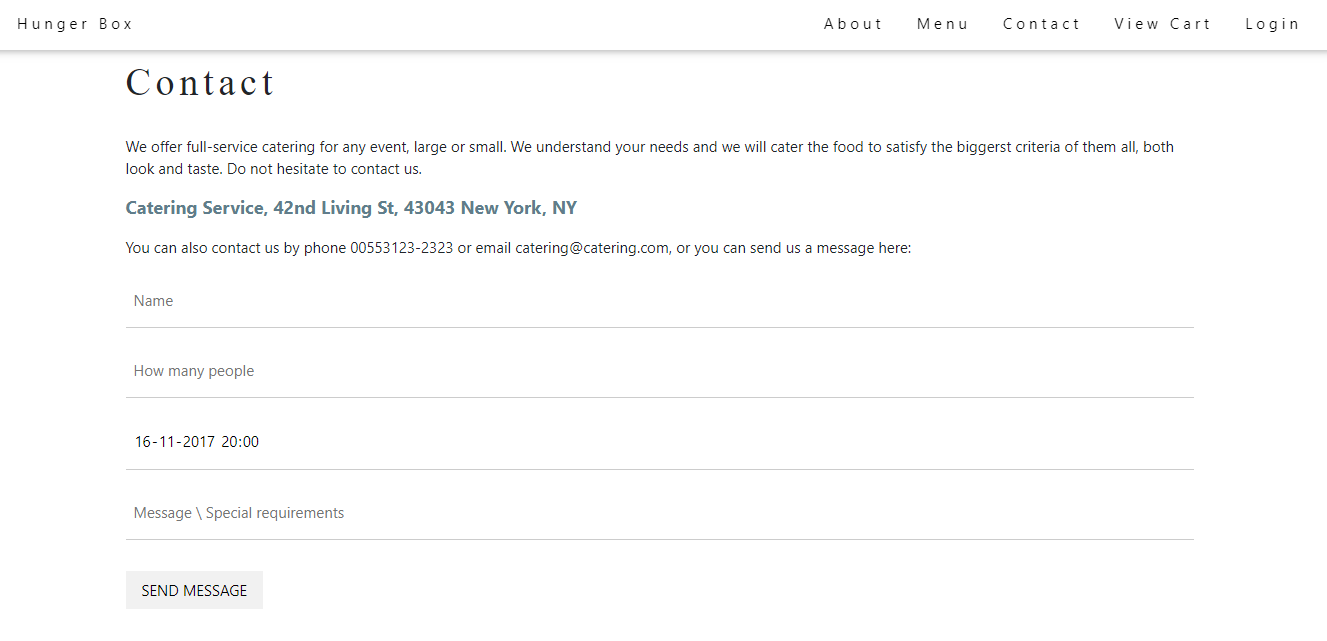 Hunger Box
About Menu Contact View Cart Login
Contact
We offer full-service catering for any event, large or small. We understand your needs and we will cater the food to satisfy the biggerst criteria of them all, both
look and taste. Do not hesitate to contact us.
Catering Service, 42nd Living St, 43043 New York, NY
You can also contact us by phone 00553123-2323 or email catering@catering.com, or you can send us a message here:
Name
How many people
16-11-2017 20:00
Message \ Special requirements
SEND MESSAGE